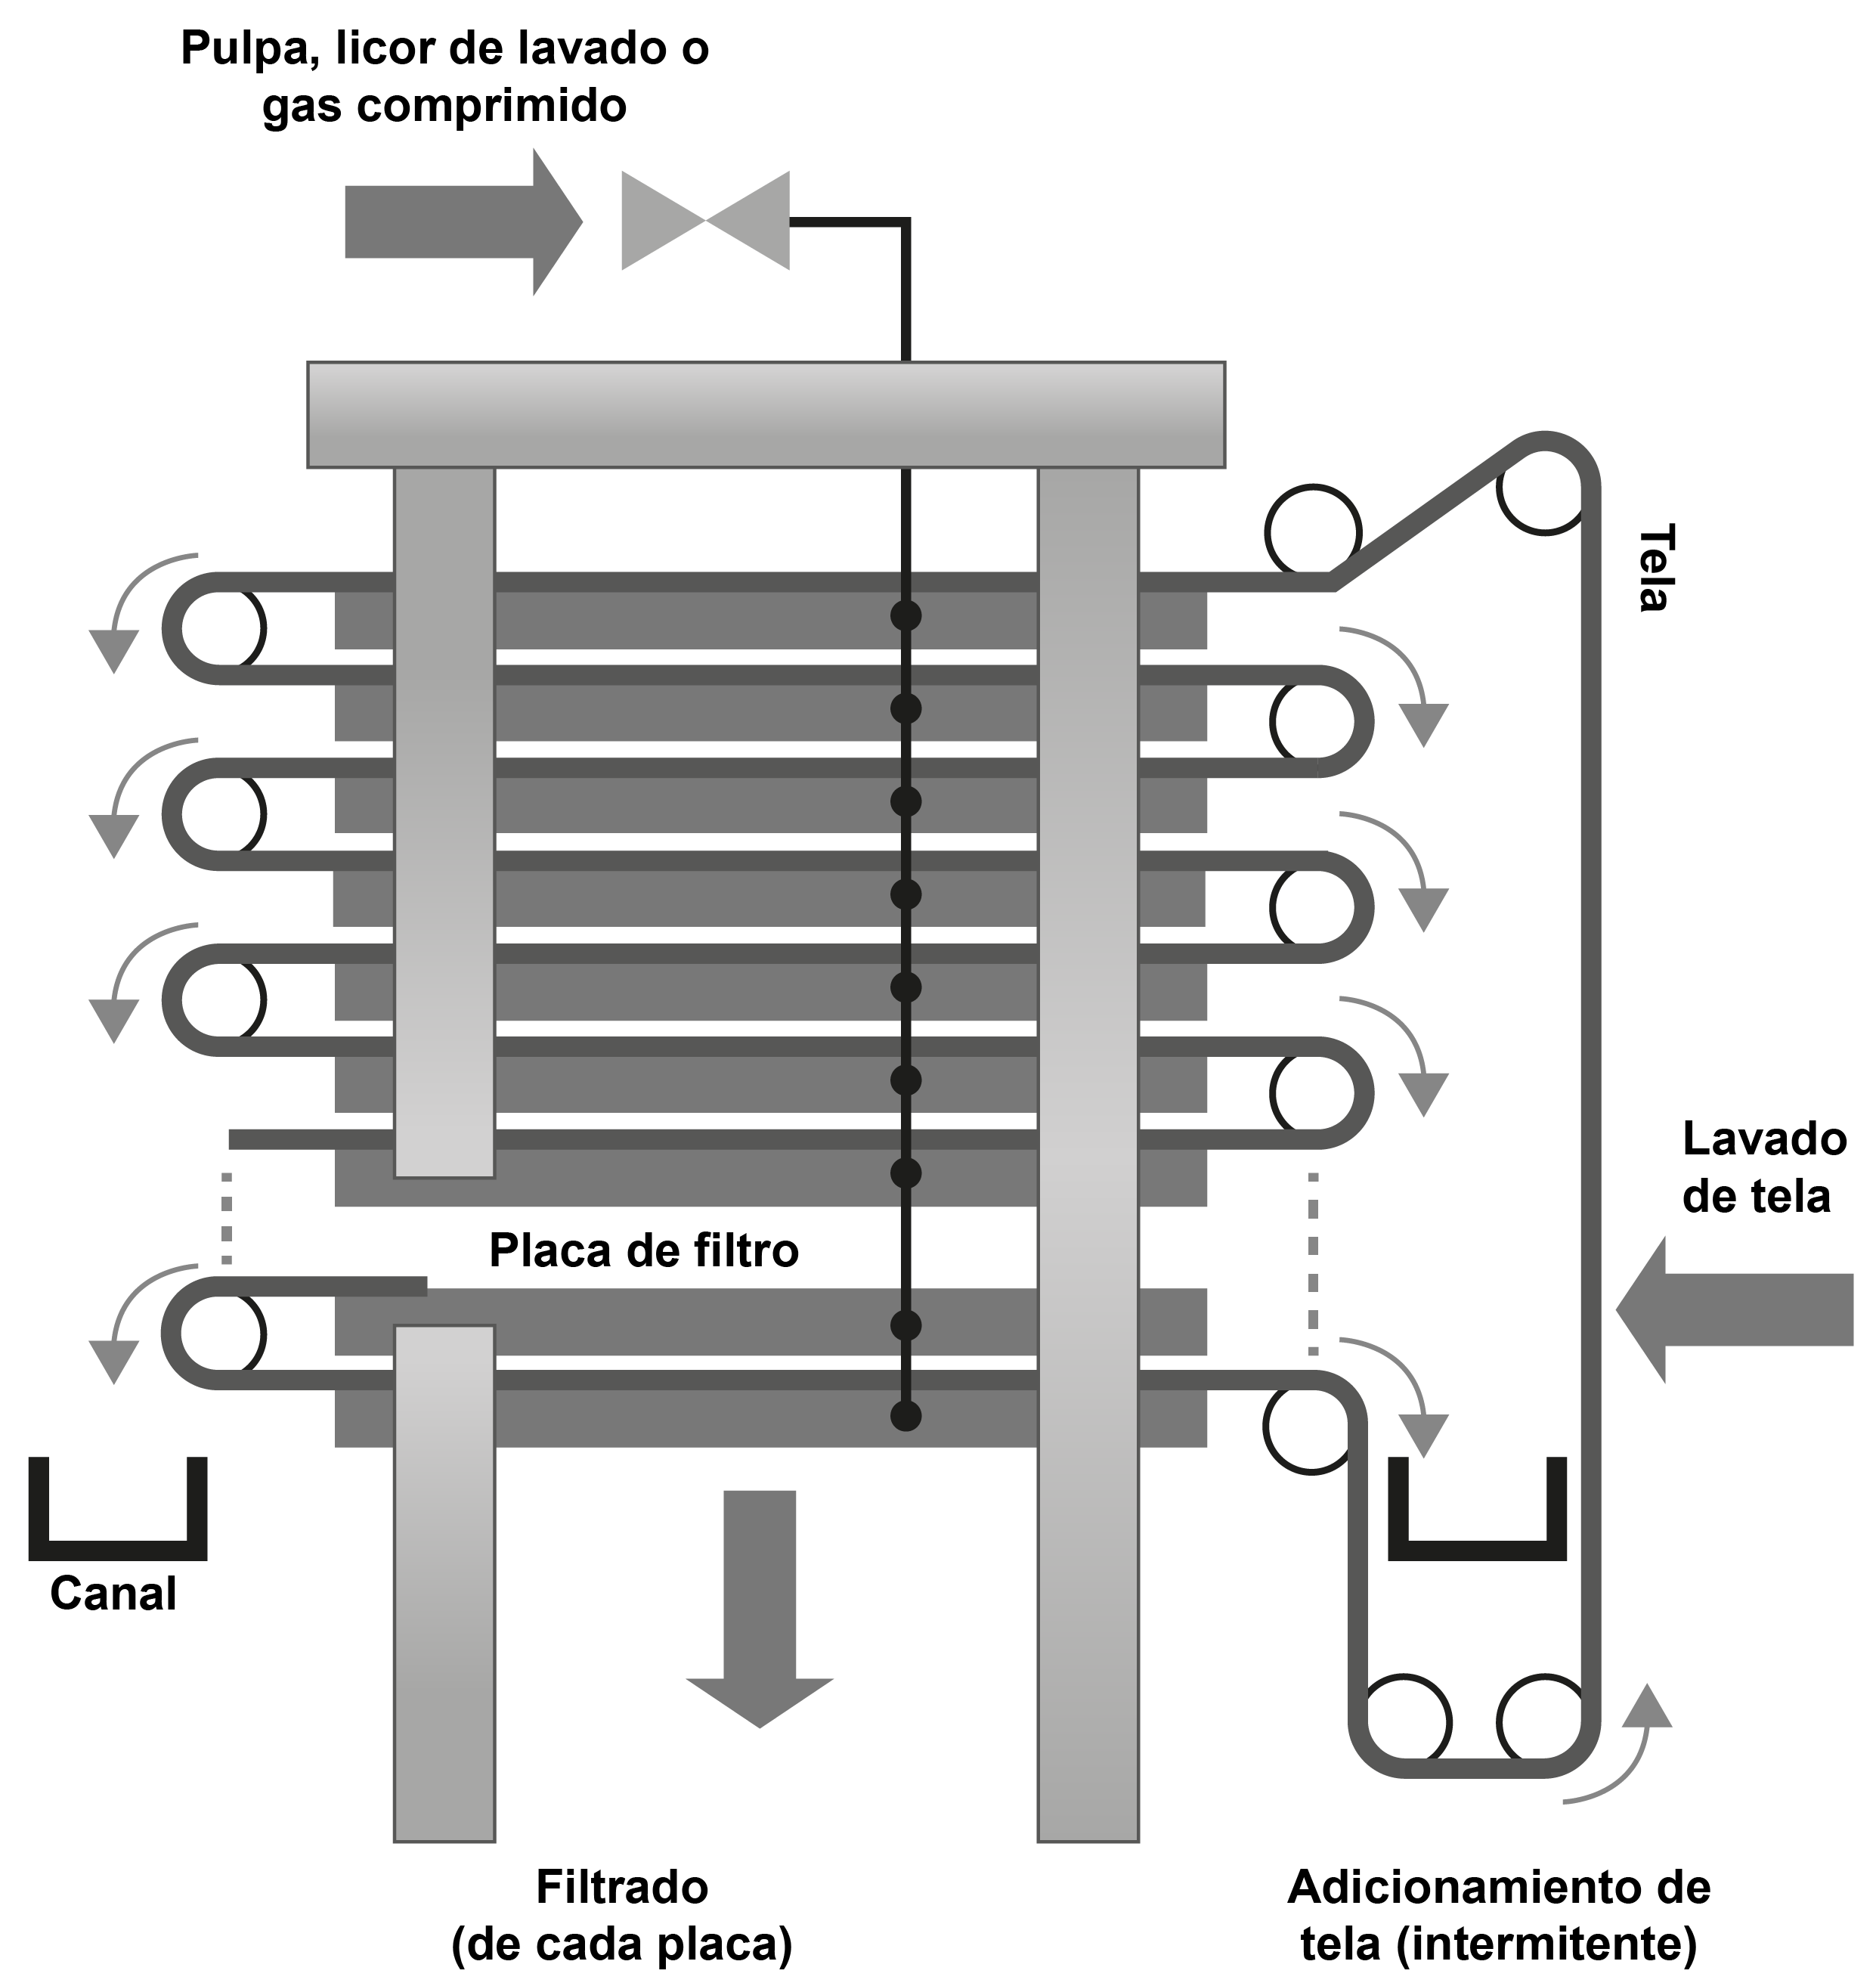 Pulpa, licor de lavado o
gas comprimido
Tela
Lavado
de tela
Placa de filtro
Canal
Filtrado
(de cada placa)
Adicionamiento de
tela (intermitente)